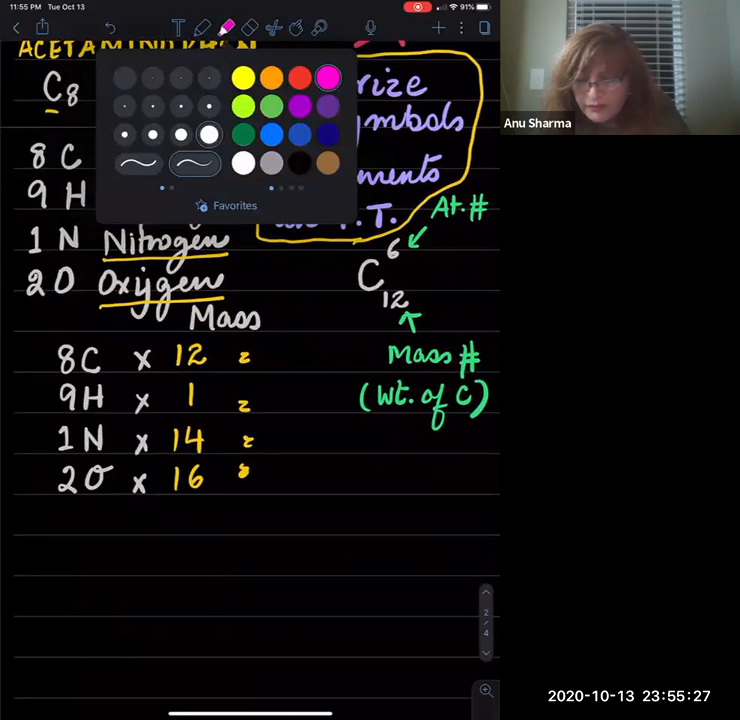 11:55 PM Tue Oct 13
91%
ACETAMINOPHEN
C8
rize
Anu Sharma
ymbols
8 C
ments
9 H
Favorites
P.T.
At. #
1 N Nitrogen
6
C
12
2 O Oxygen
Mass
8C x 12 =
Mass #
9H x 1 =
(Wt. of C)
1N x 14 =
2O x 16 =
2
/
4
2020-10-13 23:55:27